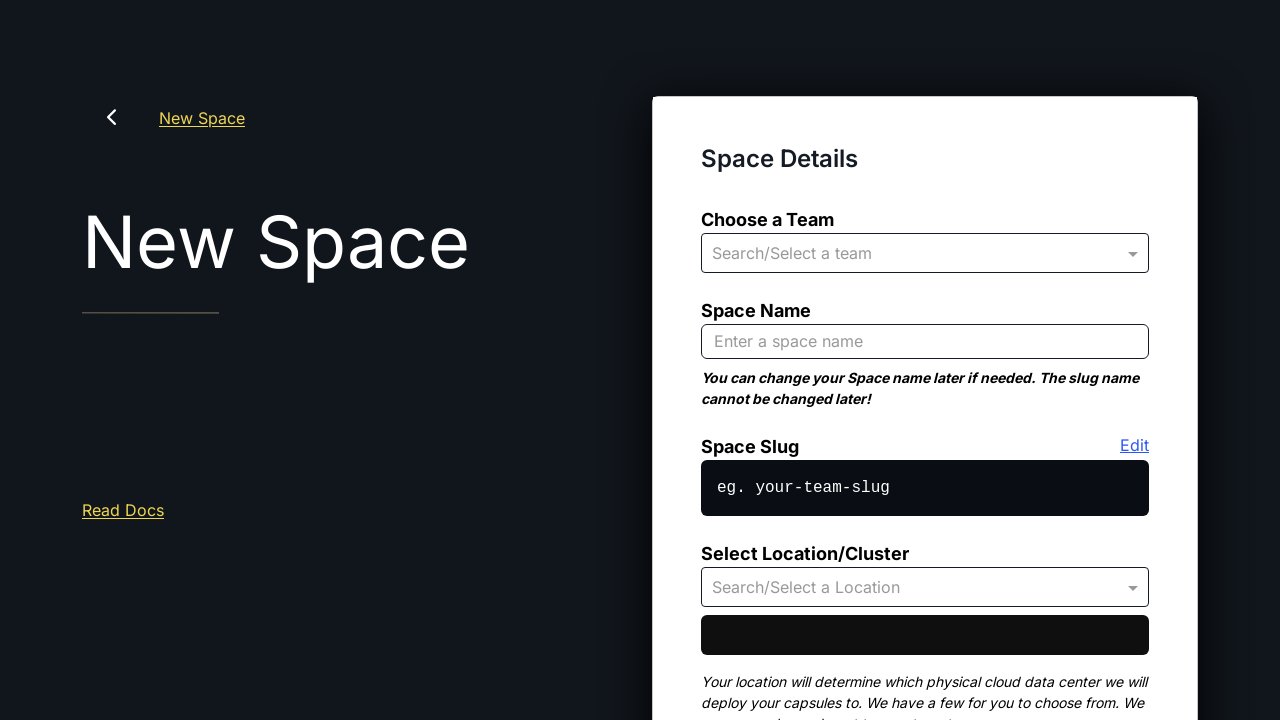 New Space
New Space
Read Docs
Space Details
Choose a Team
Search/Select a team
Space Name
Enter a space name
You can change your Space name later if needed. The slug name
cannot be changed later!
Space Slug
Edit
eg. your-team-slug
Select Location/Cluster
Search/Select a Location
Your location will determine which physical cloud data center we will
deploy your capsules to. We have a few for you to choose from. We